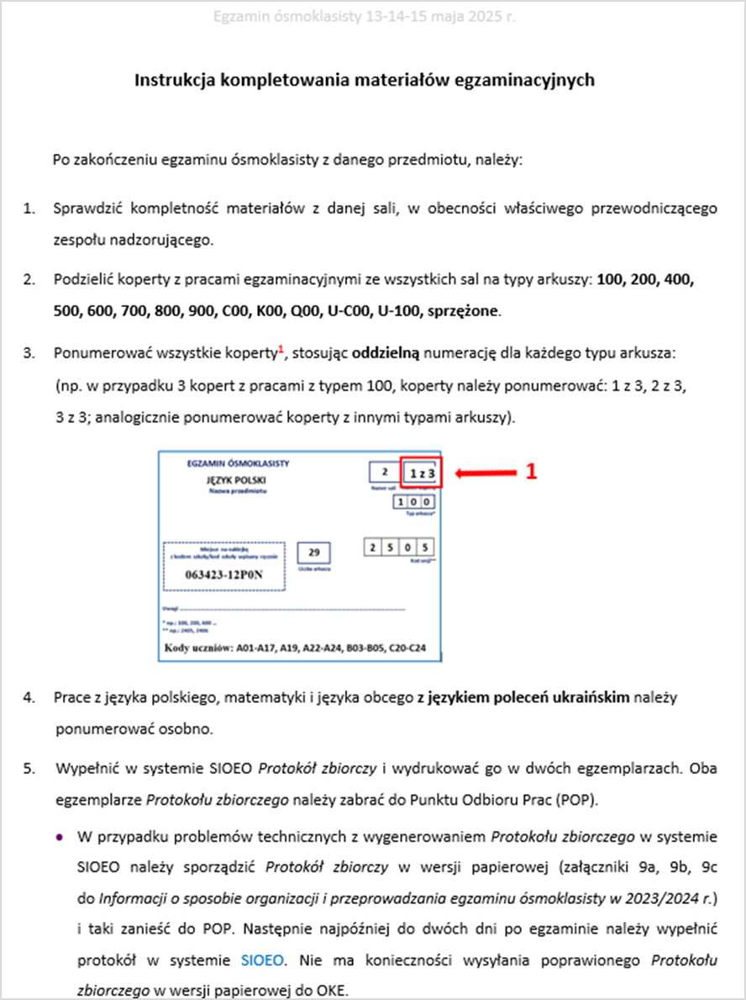 Egzamin ósmoklasisty 13-14-15 maja 2025 r.
Instrukcja kompletowania materiałów egzaminacyjnych
Po zakończeniu egzaminu ósmoklasisty z danego przedmiotu, należy:
1. Sprawdzić kompletność materiałów z danej sali, w obecności właściwego przewodniczącego
zespołu nadzorującego.
2. Podzielić koperty z pracami egzaminacyjnymi ze wszystkich sal na typy arkuszy: 100, 200, 400,
500, 600, 700, 800, 900, C00, K00, Q00, U-C00, U-100, sprzężone.
3. Ponumerować wszystkie koperty1, stosując oddzielną numerację dla każdego typu arkusza:
(np. w przypadku 3 kopert z pracami z typem 100, koperty należy ponumerować: 1 z 3, 2 z 3,
3 z 3; analogicznie ponumerować koperty z innymi typami arkuszy).
EGZAMIN ÓSMOKLASISTY
JĘZYK POLSKI
Nazwa przedmiotu
2 1 z 3
1
Numer sali
1 0 0
Typ arkusza*
Miejsce na naklejkę
z kodem szkoły/kod szkoły wpisany ręcznie
063423-12P0N
29
Liczba arkuszy
2 5 0 5
Kod sesji**
Uwagi
* np.: 100, 200, 600 ...
** np.: 2405, 2406
Kody uczniów: A01-A17, A19, A22-A24, B03-B05, C20-C24
4. Prace z języka polskiego, matematyki i języka obcego z językiem poleceń ukraińskim należy
ponumerować osobno.
5. Wypełnić w systemie SIOEO Protokół zbiorczy i wydrukować go w dwóch egzemplarzach. Oba
egzemplarze Protokołu zbiorczego należy zabrać do Punktu Odbioru Prac (POP).
• W przypadku problemów technicznych z wygenerowaniem Protokołu zbiorczego w systemie
SIOEO należy sporządzić Protokół zbiorczy w wersji papierowej (załączniki 9a, 9b, 9c
do Informacji o sposobie organizacji i przeprowadzania egzaminu ósmoklasisty w 2023/2024 r.)
i taki zanieść do POP. Następnie najpóźniej do dwóch dni po egzaminie należy wypełnić
protokół w systemie SIOEO. Nie ma konieczności wysyłania poprawionego Protokołu
zbiorczego w wersji papierowej do OKE.